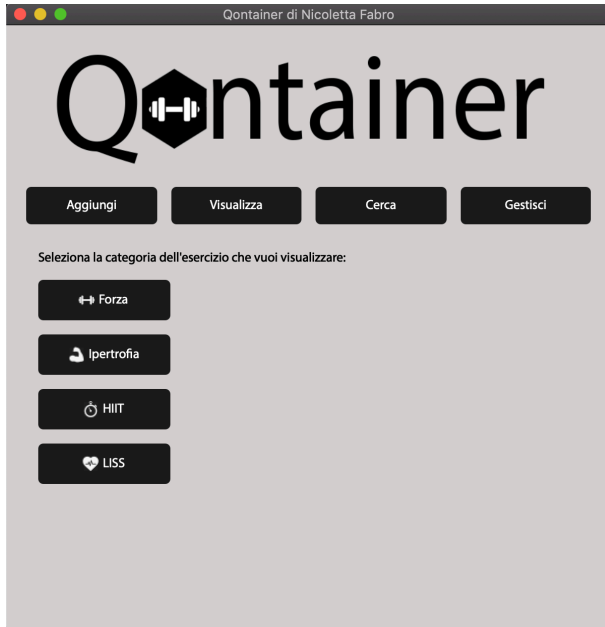 Qontainer di Nicoletta Fabro
Qontainer
Aggiungi Visualizza Cerca Gestisci
Seleziona la categoria dell'esercizio che vuoi visualizzare:
Forza
Ipertrofia
HIIT
LISS